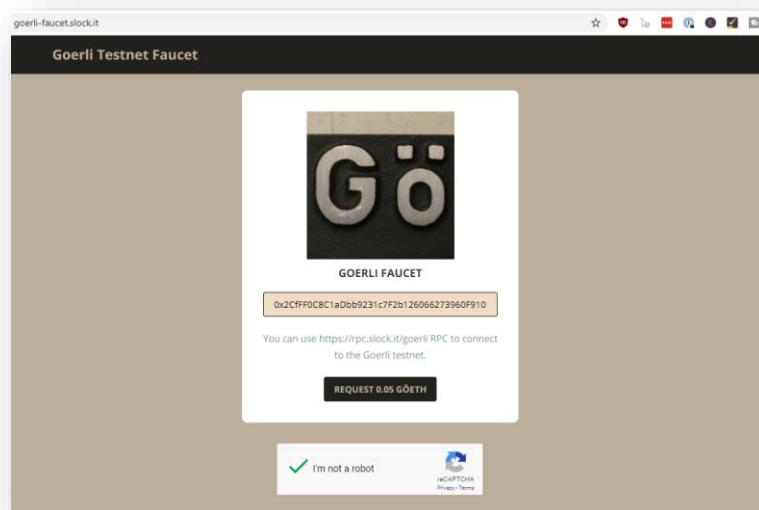 goerli-faucet.slock.it
Goerli Testnet Faucet
Gö
GOERLI FAUCET
0x2CfFF0C8C1aDbb9231c7F2b126066273960F910
You can use https://rpc.slock.it/goerli RPC to connect
to the Goerli testnet.
REQUEST 0.05 GÖETH
I'm not a robot
reCAPTCHA
Privacy - Terms